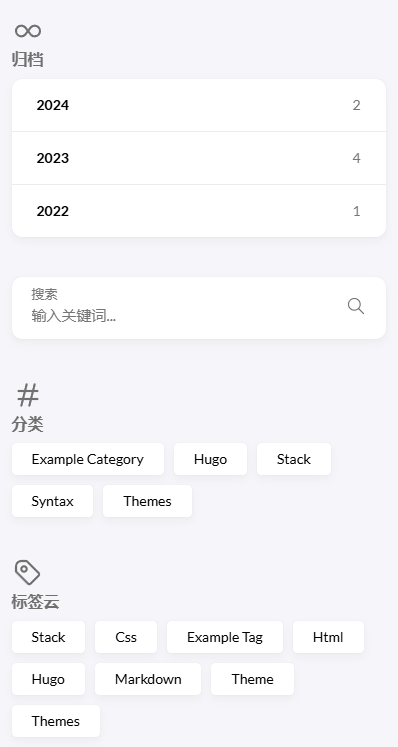 归档
2024 2
2023 4
2022 1
搜索
输入关键词...
分类
Example Category Hugo Stack
Syntax Themes
标签云
Stack Css Example Tag Html
Hugo Markdown Theme
Themes